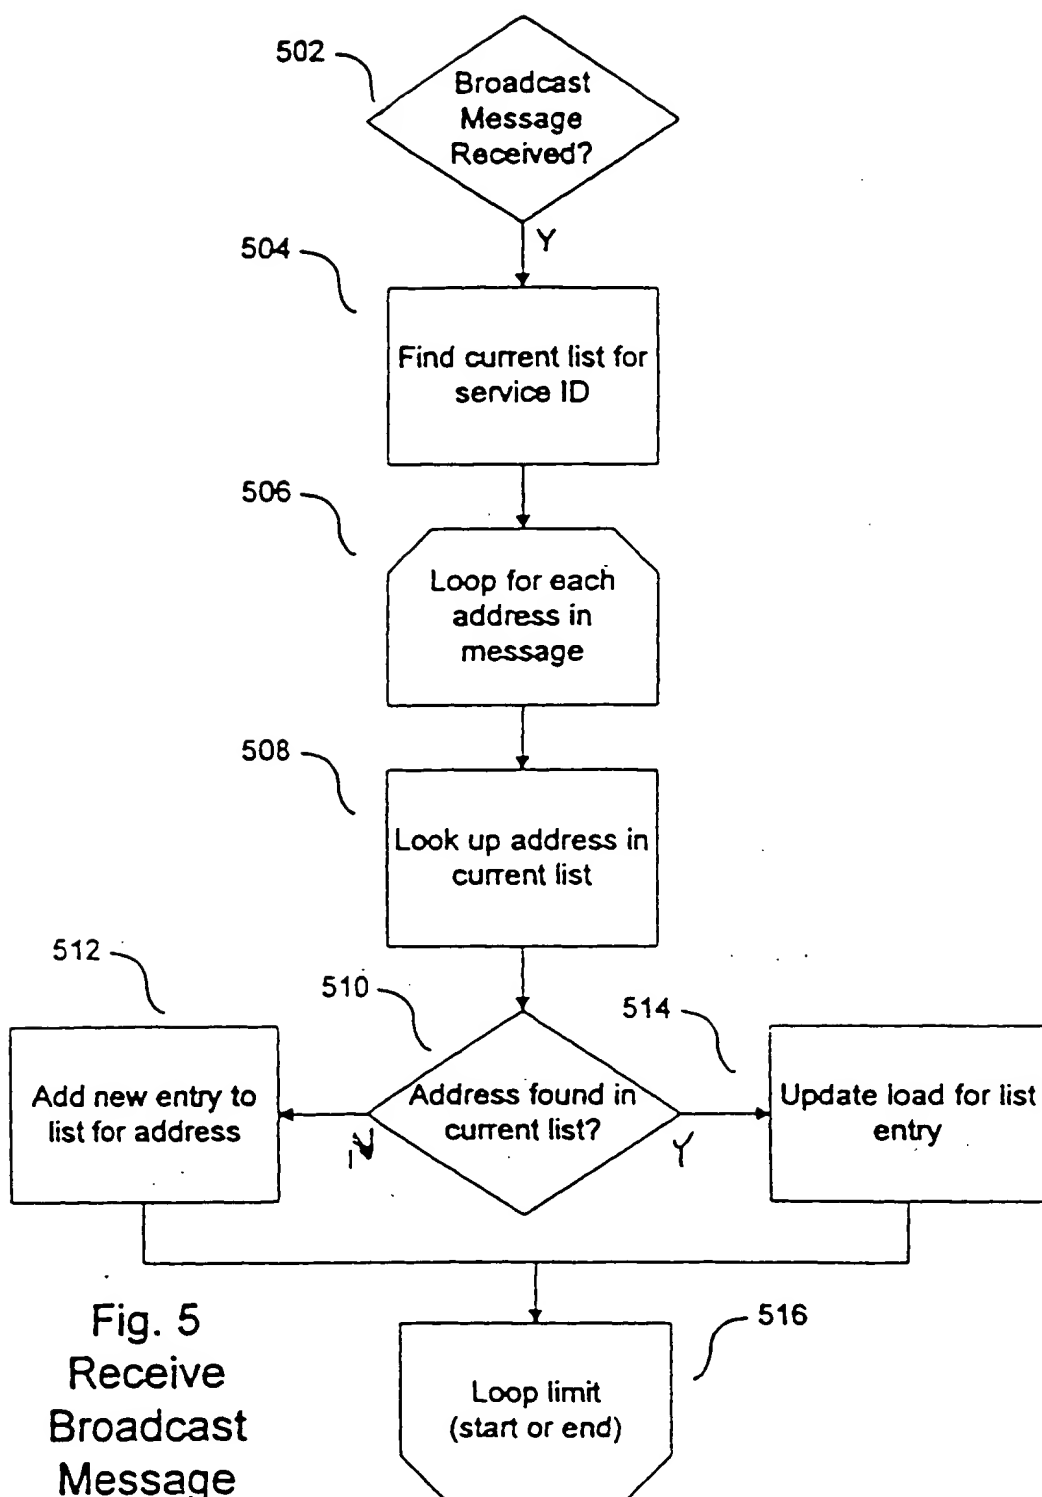 502
Broadcast
Message
Received?
Y
504
Find current list for
service ID
506
Loop for each
address in
message
508
Look up address in
current list
510
Address found in
current list?
N
Y
512
Add new entry to
list for address
514
Update load for list
entry
516
Loop limit
(start or end)
Fig. 5
Receive
Broadcast
Message